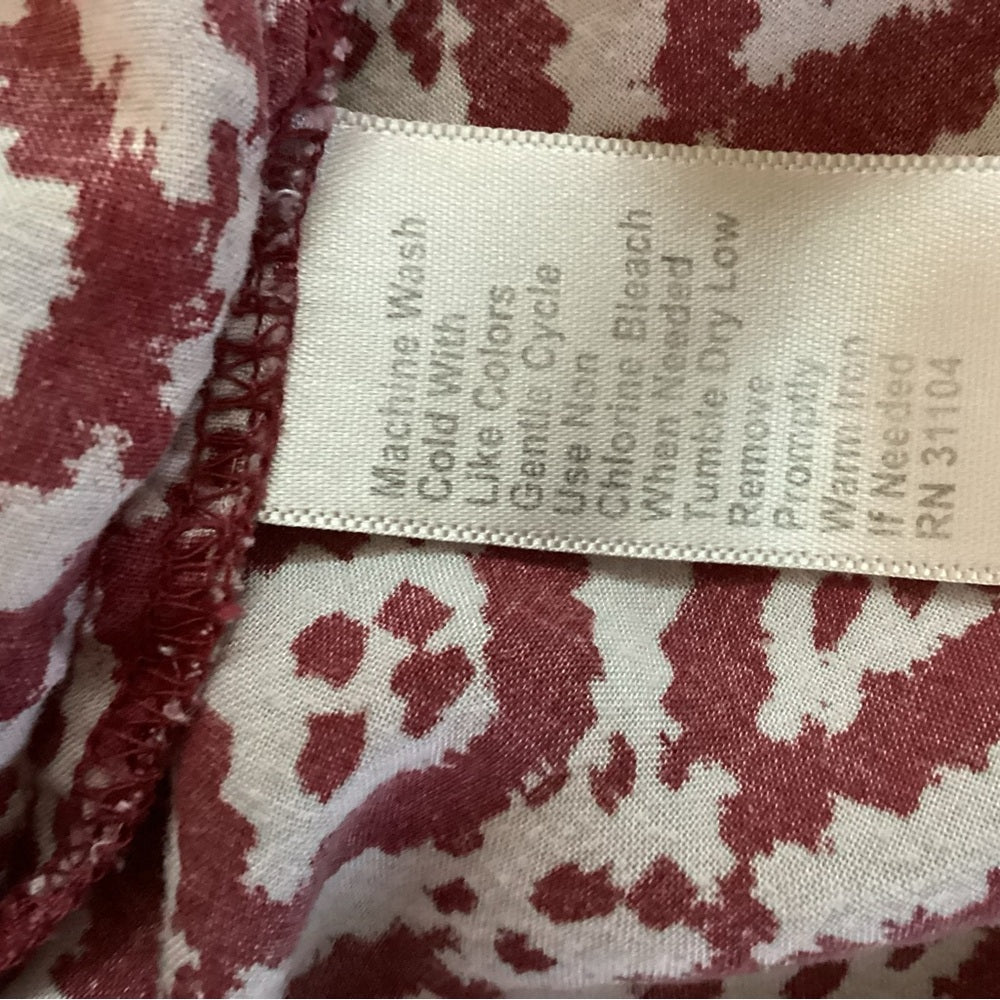 Machine Wash
Cold With
Like Colors
Gentle Cycle
Use Non
Chlorine Bleach
When Needed
Tumble Dry Low
Remove
Promptly
Warm Iron
If Needed
RN 31104